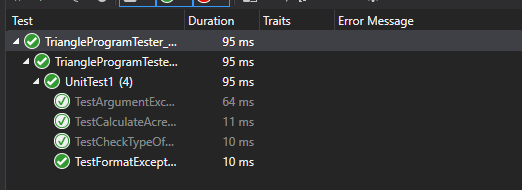 Test Duration Traits Error Message
TriangleProgramTester_... 95 ms
TriangleProgramTeste... 95 ms
UnitTest1 (4) 95 ms
TestArgumentExc... 64 ms
TestCalculateAcre... 11 ms
TestCheckTypeOf... 10 ms
TestFormatExcept... 10 ms